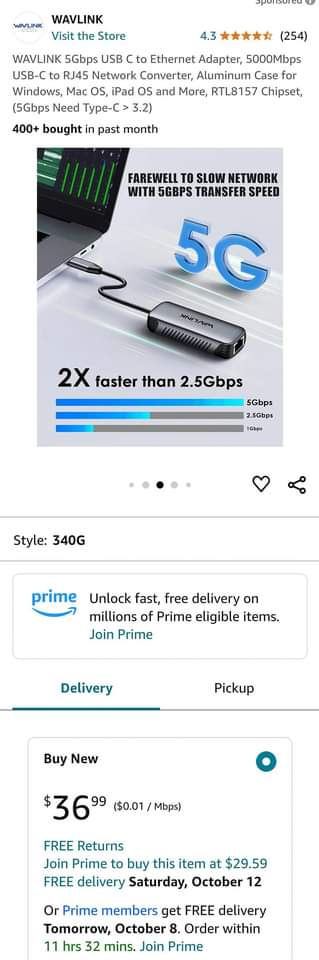 Sponsored
WAVLINK
WAVLINK
Visit the Store
4.3
(254)
WAVLINK 5Gbps USB C to Ethernet Adapter, 5000Mbps
USB-C to RJ45 Network Converter, Aluminum Case for
Windows, Mac OS, iPad OS and More, RTL8157 Chipset,
(5Gbps Need Type-C > 3.2)
400+ bought in past month
FAREWELL TO SLOW NETWORK
WITH 5GBPS TRANSFER SPEED
5G
WAVLINK
2X faster than 2.5Gbps
5Gbps
2.5Gbps
1Gbps
Style: 340G
prime
Unlock fast, free delivery on
millions of Prime eligible items.
Join Prime
Delivery
Pickup
Buy New
$3699 ($0.01 / Mbps)
FREE Returns
Join Prime to buy this item at $29.59
FREE delivery Saturday, October 12
Or Prime members get FREE delivery
Tomorrow, October 8. Order within
11 hrs 32 mins. Join Prime